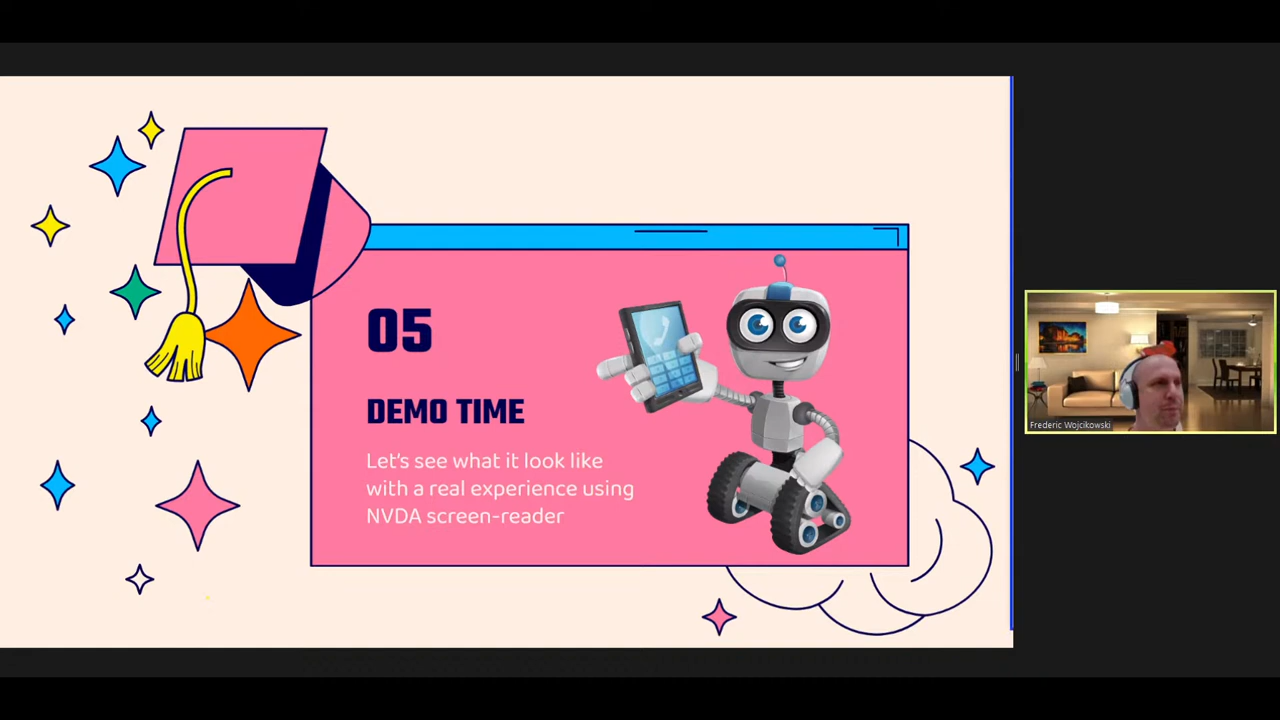 05
DEMO TIME
Let's see what it look like
with a real experience using
NVDA screen-reader
Frederic Wojcikowski